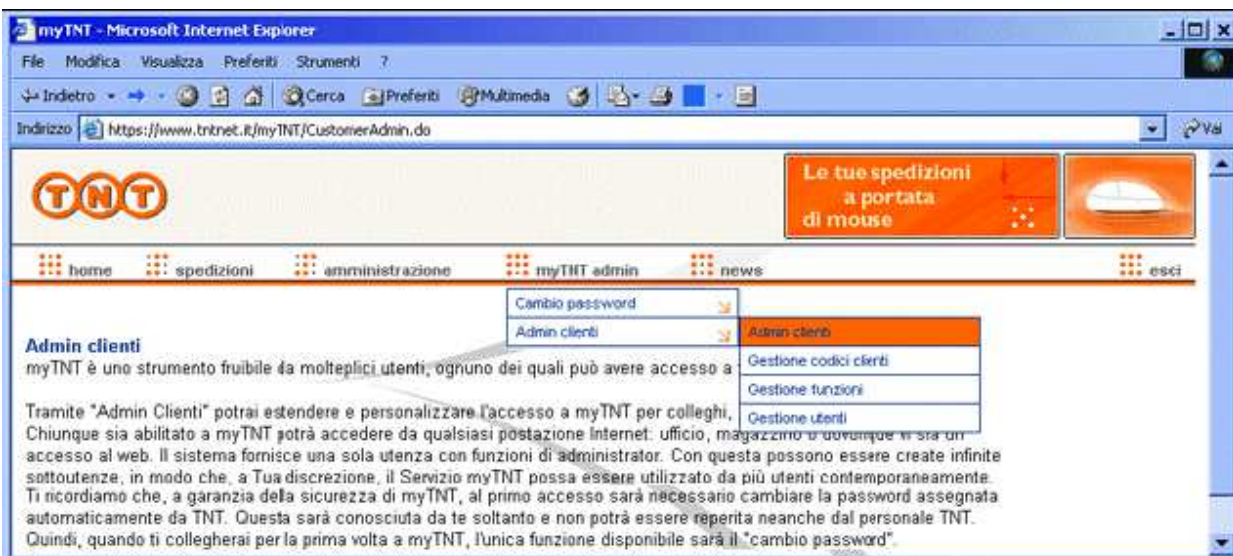 myTNT - Microsoft Internet Explorer
File Modifica Visualizza Preferiti Strumenti ?
Indietro Cerca Preferiti Multimedia
Indirizzo https://www.tntnet.it/myTNT/CustomerAdmin.do Vai
TNT
Le tue spedizioni
a portata
di mouse
home spedizioni amministrazione myTNT admin news esci
Cambio password
Admin clienti Admin clienti
Gestione codici clienti
Gestione funzioni
Gestione utenti
Admin clienti
myTNT è uno strumento fruibile da molteplici utenti, ognuno dei quali può avere accesso a
Tramite "Admin Clienti" potrai estendere e personalizzare l'accesso a myTNT per colleghi,
Chiunque sia abilitato a myTNT potrà accedere da qualsiasi postazione Internet: ufficio, magazzino o dovunque vi sia un
accesso al web. Il sistema fornisce una sola utenza con funzioni di administrator. Con questa possono essere create infinite
sottoutenze, in modo che, a Tua discrezione, il Servizio myTNT possa essere utilizzato da più utenti contemporaneamente.
Ti ricordiamo che, a garanzia della sicurezza di myTNT, al primo accesso sarà necessario cambiare la password assegnata
automaticamente da TNT. Questa sarà conosciuta da te soltanto e non potrà essere reperita neanche dal personale TNT.
Quindi, quando ti collegherai per la prima volta a myTNT, l'unica funzione disponibile sarà il "cambio password".